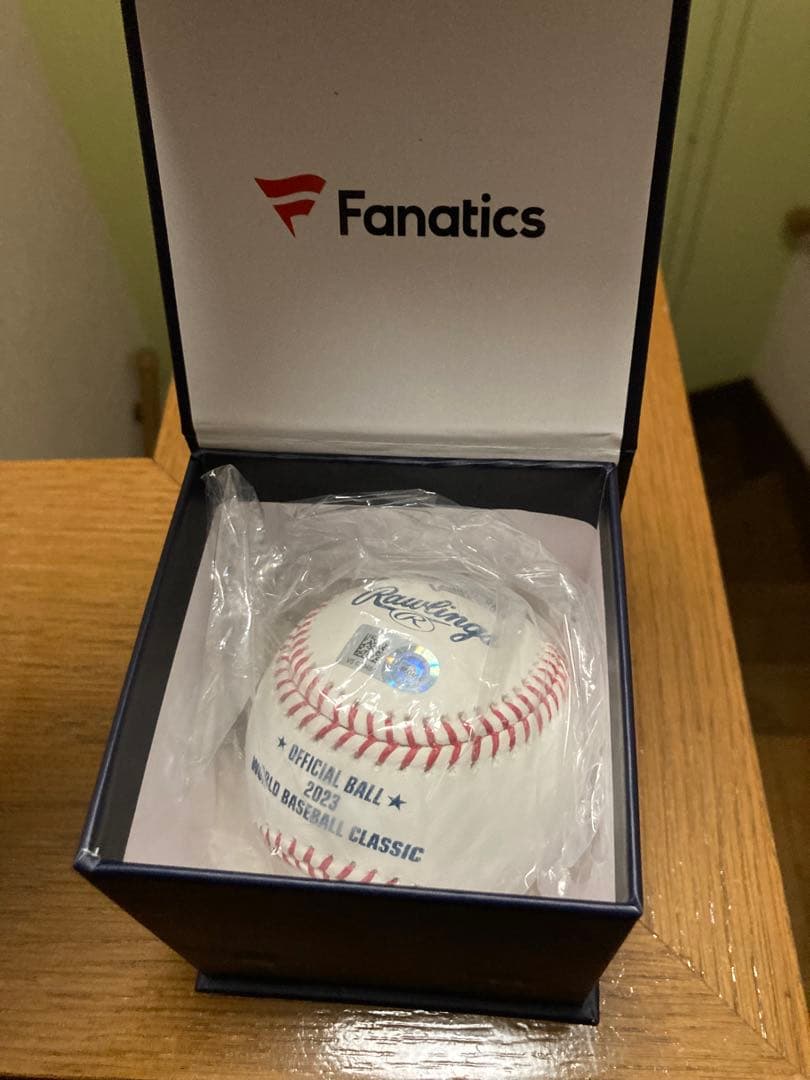 Fanatics
Rawlings
R
★ OFFICIAL BALL ★
2023
WORLD BASEBALL CLASSIC